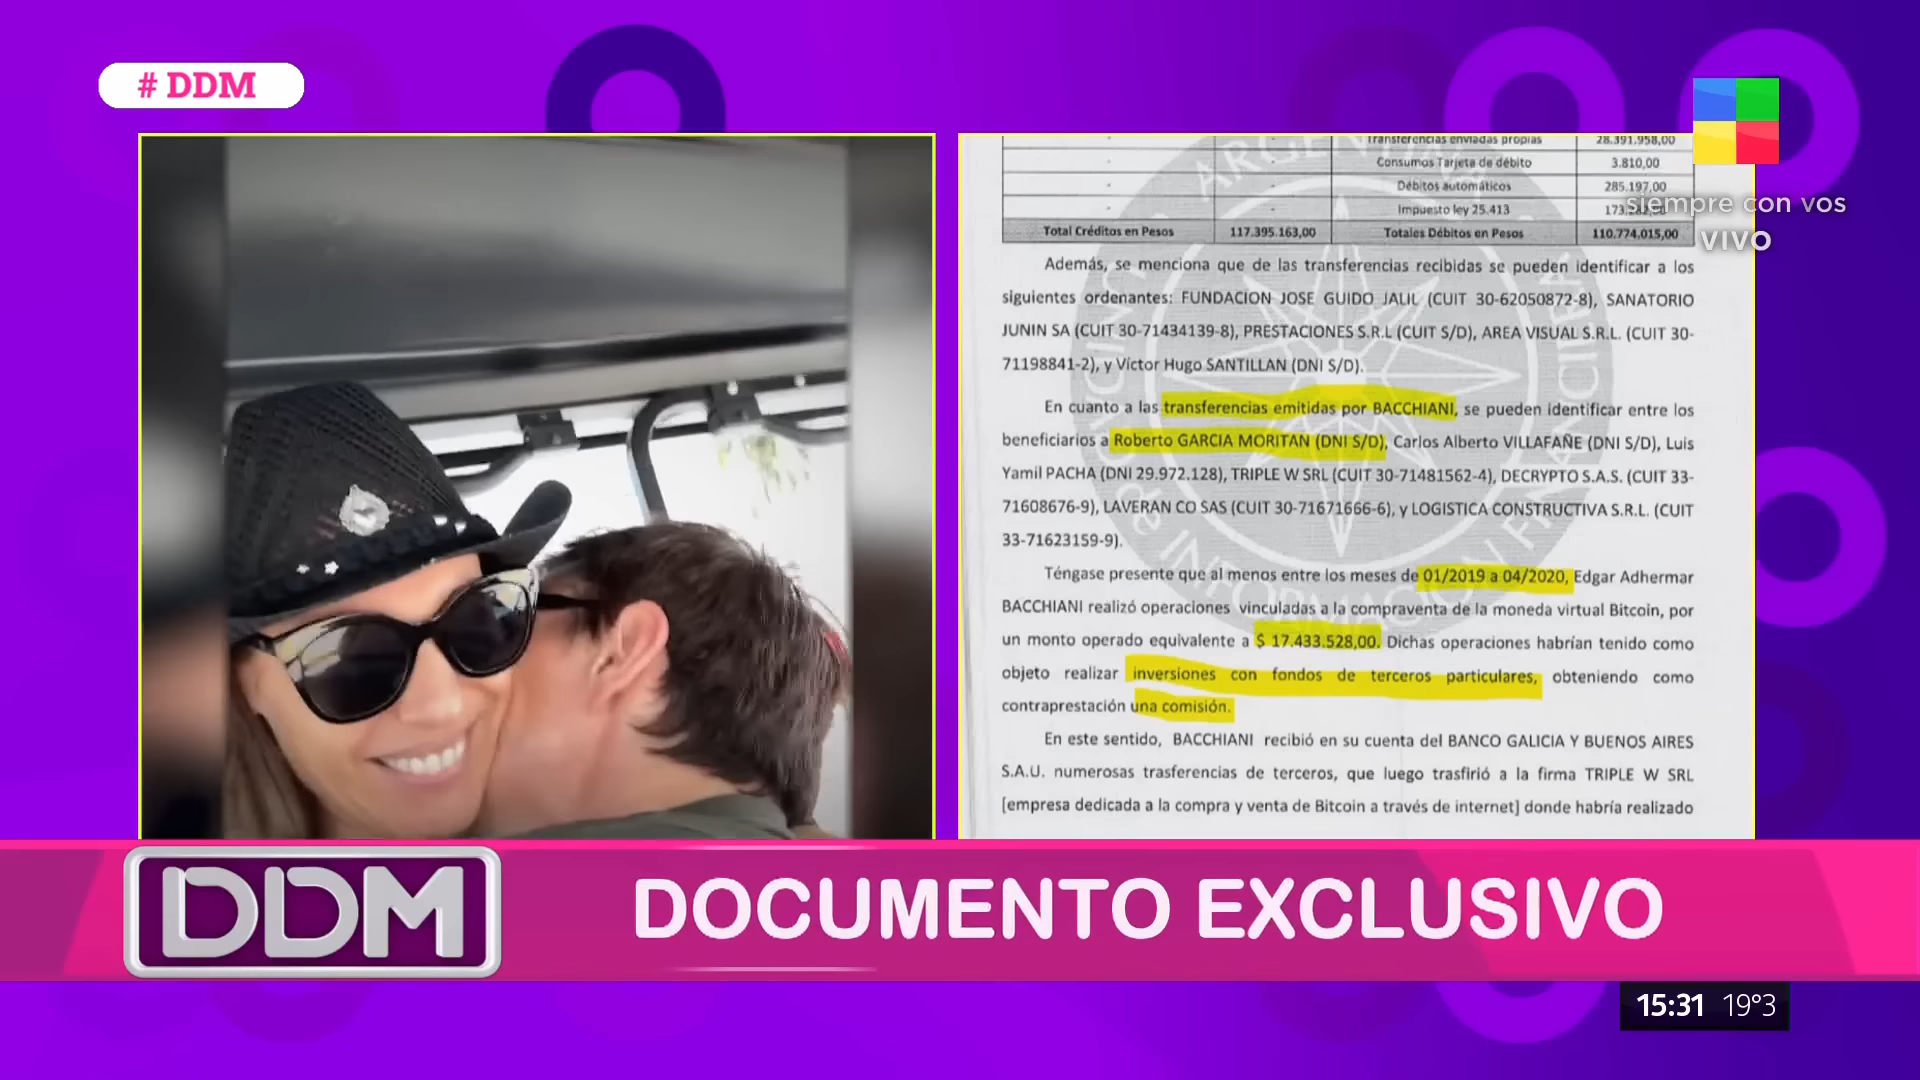 # DDM
Transferencias enviadas propias 28.391.958,00
- - Consumos Tarjeta de débito 3.810,00
- - Débitos automáticos 285.197,00
- - Impuesto ley 25.413
Total Créditos en Pesos 117.395.163,00 Totales Débitos en Pesos 110.774.015,00
siempre con vos
VIVO
Además, se menciona que de las transferencias recibidas se pueden identificar a los
siguientes ordenantes: FUNDACION JOSE GUIDO JALIL (CUIT 30-62050872-8), SANATORIO
JUNIN SA (CUIT 30-71434139-8), PRESTACIONES S.R.L (CUIT S/D), AREA VISUAL S.R.L. (CUIT 30-
71198841-2), y Víctor Hugo SANTILLAN (DNI S/D).
En cuanto a las transferencias emitidas por BACCHIANI, se pueden identificar entre los
beneficiarios a Roberto GARCIA MORITAN (DNI S/D), Carlos Alberto VILLAFAÑE (DNI S/D), Luis
Yamil PACHA (DNI 29.972.128), TRIPLE W SRL (CUIT 30-71481562-4), DECRYPTO S.A.S. (CUIT 33-
71608676-9), LAVERAN CO SAS (CUIT 30-71671666-6), y LOGISTICA CONSTRUCTIVA S.R.L. (CUIT
33-71623159-9).
Téngase presente que al menos entre los meses de 01/2019 a 04/2020, Edgar Adhermar
BACCHIANI realizó operaciones vinculadas a la compraventa de la moneda virtual Bitcoin, por
un monto operado equivalente a $ 17.433.528,00. Dichas operaciones habrían tenido como
objeto realizar inversiones con fondos de terceros particulares, obteniendo como
contraprestación una comisión.
En este sentido, BACCHIANI recibió en su cuenta del BANCO GALICIA Y BUENOS AIRES
S.A.U. numerosas trasferencias de terceros, que luego trasfirió a la firma TRIPLE W SRL
[empresa dedicada a la compra y venta de Bitcoin a través de internet] donde habría realizado
DDM
DOCUMENTO EXCLUSIVO
15:31 19°3